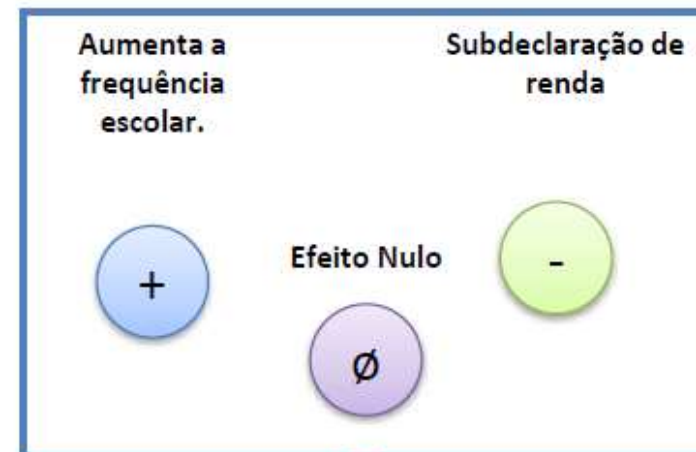 Aumenta a
frequência
escolar.
Subdeclaração de
renda
+
Efeito Nulo
-
Ø